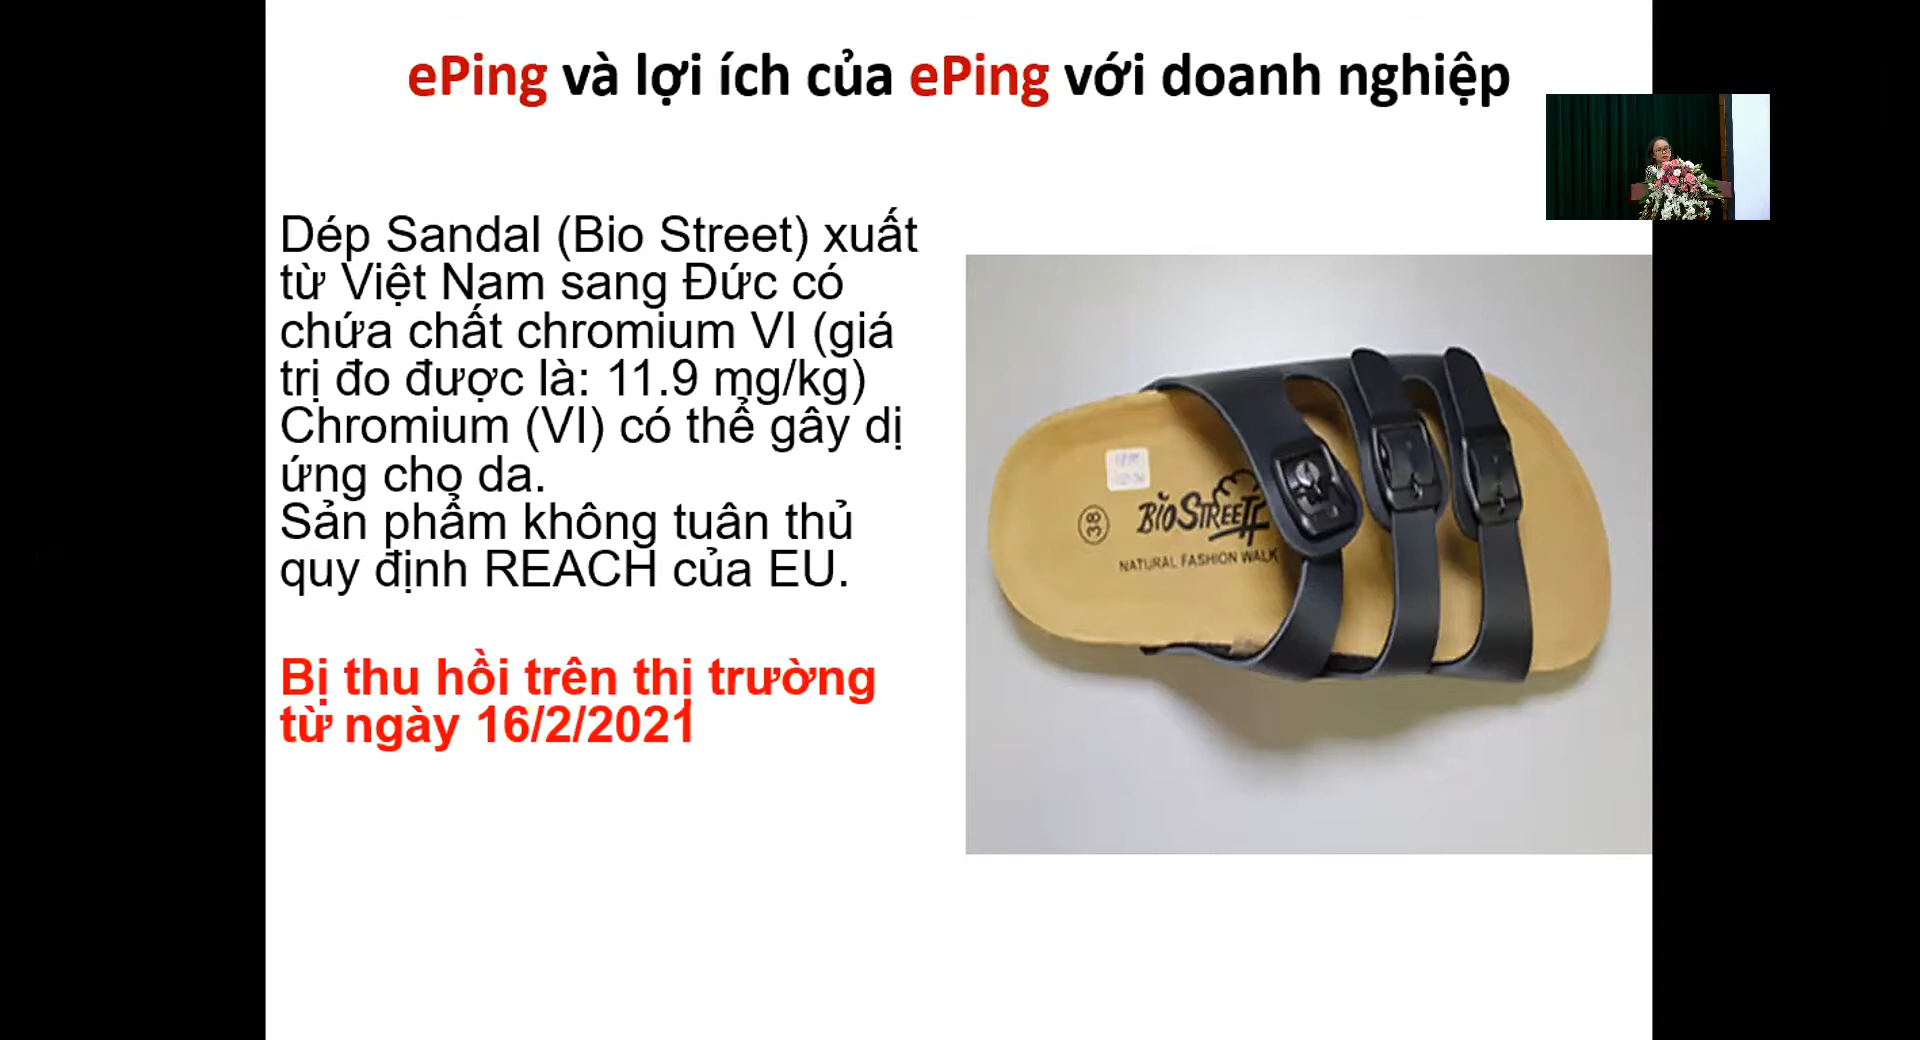 ePing và lợi ích của ePing với doanh nghiệp
Dép Sandal (Bio Street) xuất
từ Việt Nam sang Đức có
chứa chất chromium VI (giá
trị đo được là: 11.9 mg/kg)
Chromium (VI) có thể gây dị
ứng cho da.
Sản phẩm không tuân thủ
quy định REACH của EU.
Bị thu hồi trên thị trường
từ ngày 16/2/2021
38
BIO STREET
NATURAL FASHION WALK